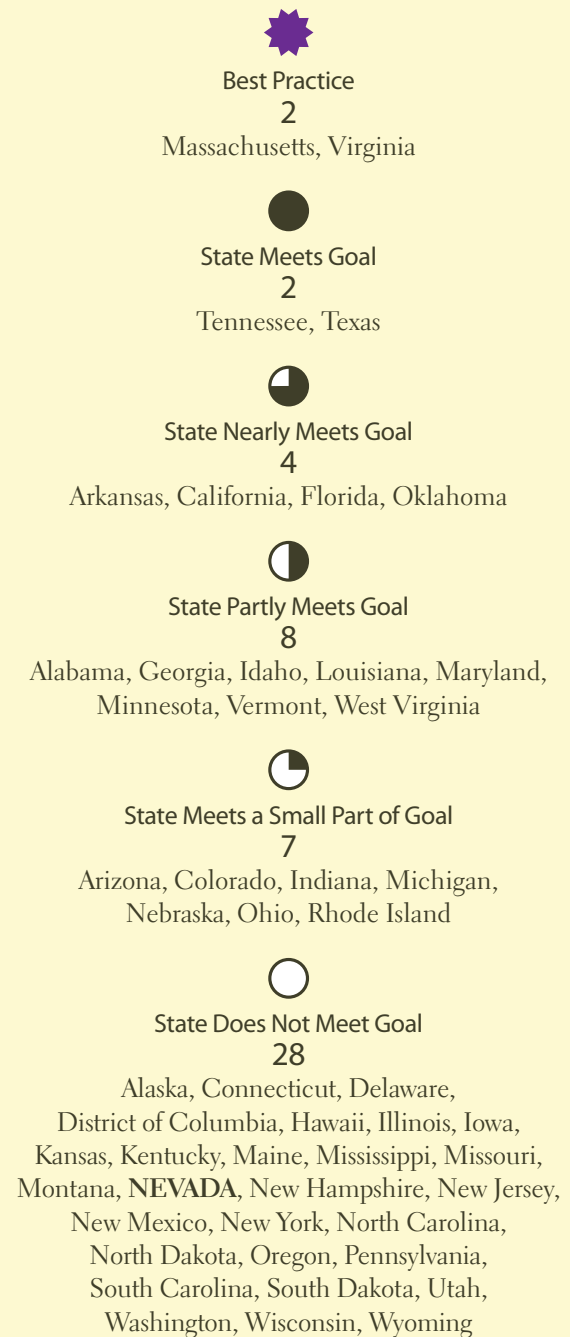 Best Practice
2
Massachusetts, Virginia
State Meets Goal
2
Tennessee, Texas
State Nearly Meets Goal
4
Arkansas, California, Florida, Oklahoma
State Partly Meets Goal
8
Alabama, Georgia, Idaho, Louisiana, Maryland,
Minnesota, Vermont, West Virginia
State Meets a Small Part of Goal
7
Arizona, Colorado, Indiana, Michigan,
Nebraska, Ohio, Rhode Island
State Does Not Meet Goal
28
Alaska, Connecticut, Delaware,
District of Columbia, Hawaii, Illinois, Iowa,
Kansas, Kentucky, Maine, Mississippi, Missouri,
Montana, NEVADA, New Hampshire, New Jersey,
New Mexico, New York, North Carolina,
North Dakota, Oregon, Pennsylvania,
South Carolina, South Dakota, Utah,
Washington, Wisconsin, Wyoming